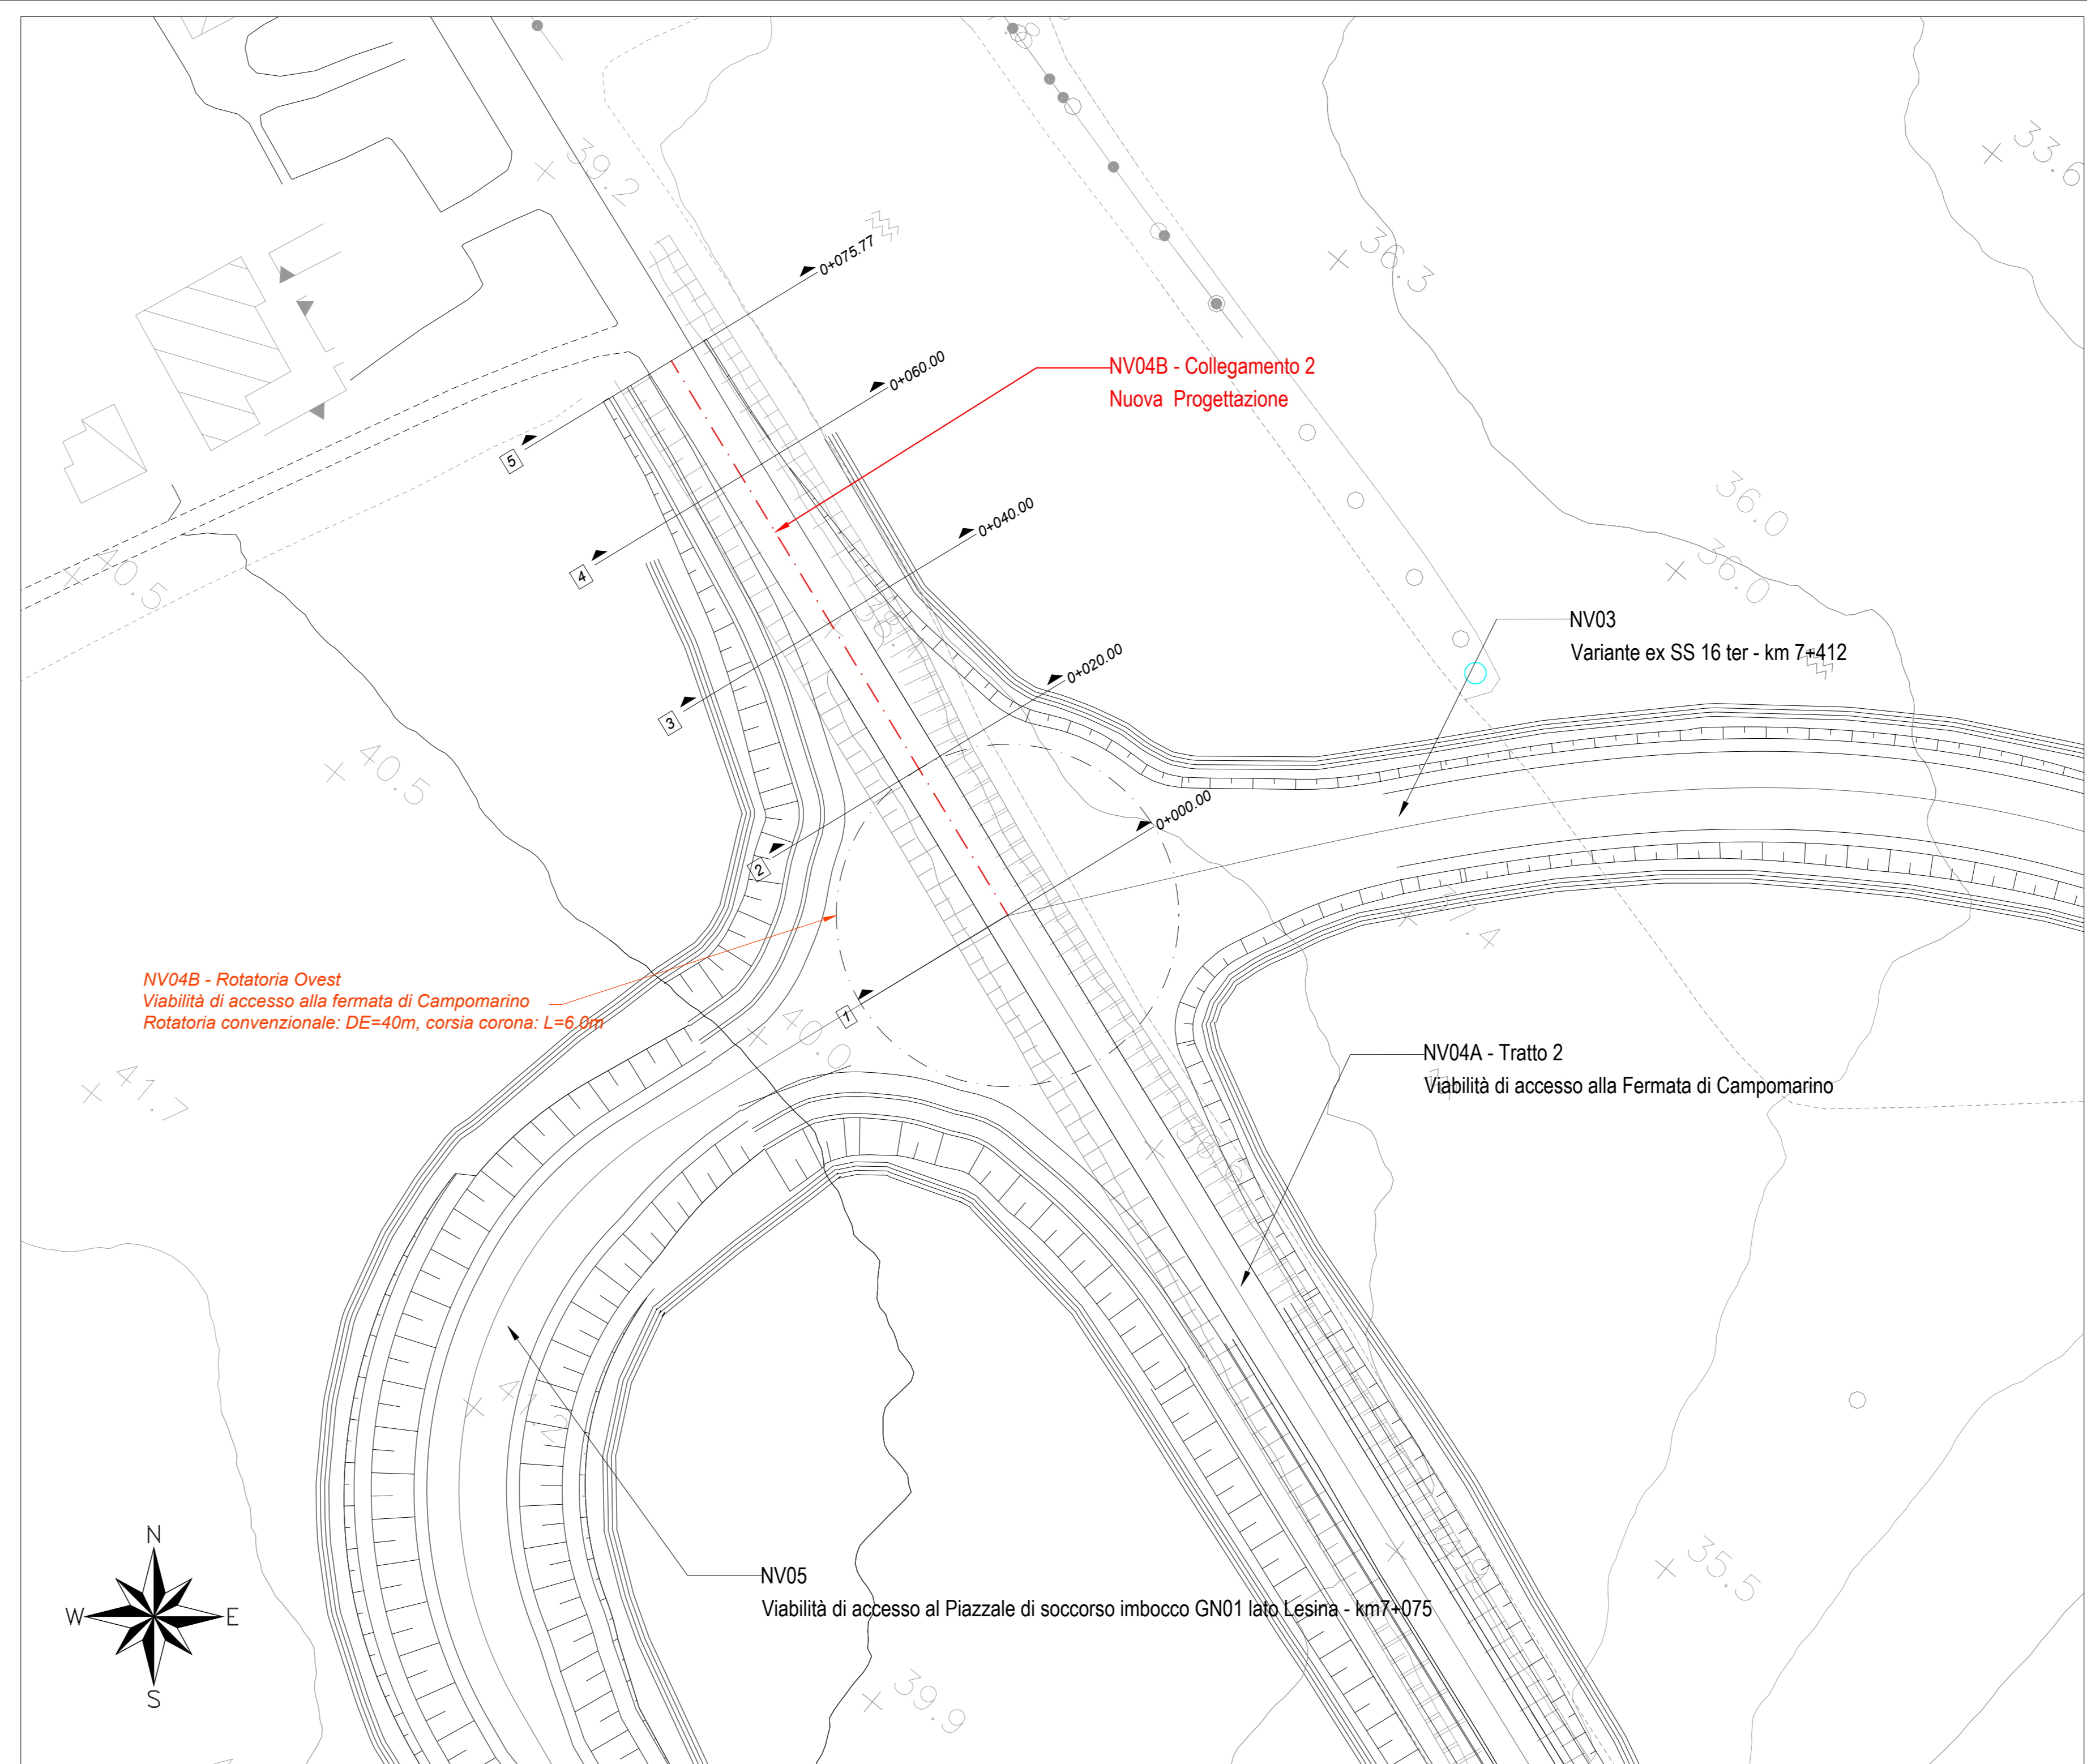 39.2
33.6
0+075.77
36.3
0+060.00
NV04B - Collegamento 2
Nuova Progettazione
5
0+040.00
36.0
4
40.5
36.0
NV03
Variante ex SS 16 ter - km 7+412
0+020.00
3
40.5
0+000.00
2
NV04B - Rotatoria Ovest
Viabilità di accesso alla fermata di Campomarino
Rotatoria convenzionale: DE=40m, corsia corona: L=6.0m
1
40.0
NV04A - Tratto 2
Viabilità di accesso alla Fermata di Campomarino
41.7
41.2
N
W
E
S
NV05
Viabilità di accesso al Piazzale di soccorso imbocco GN01 lato Lesina - km7+075
35.5
39.9